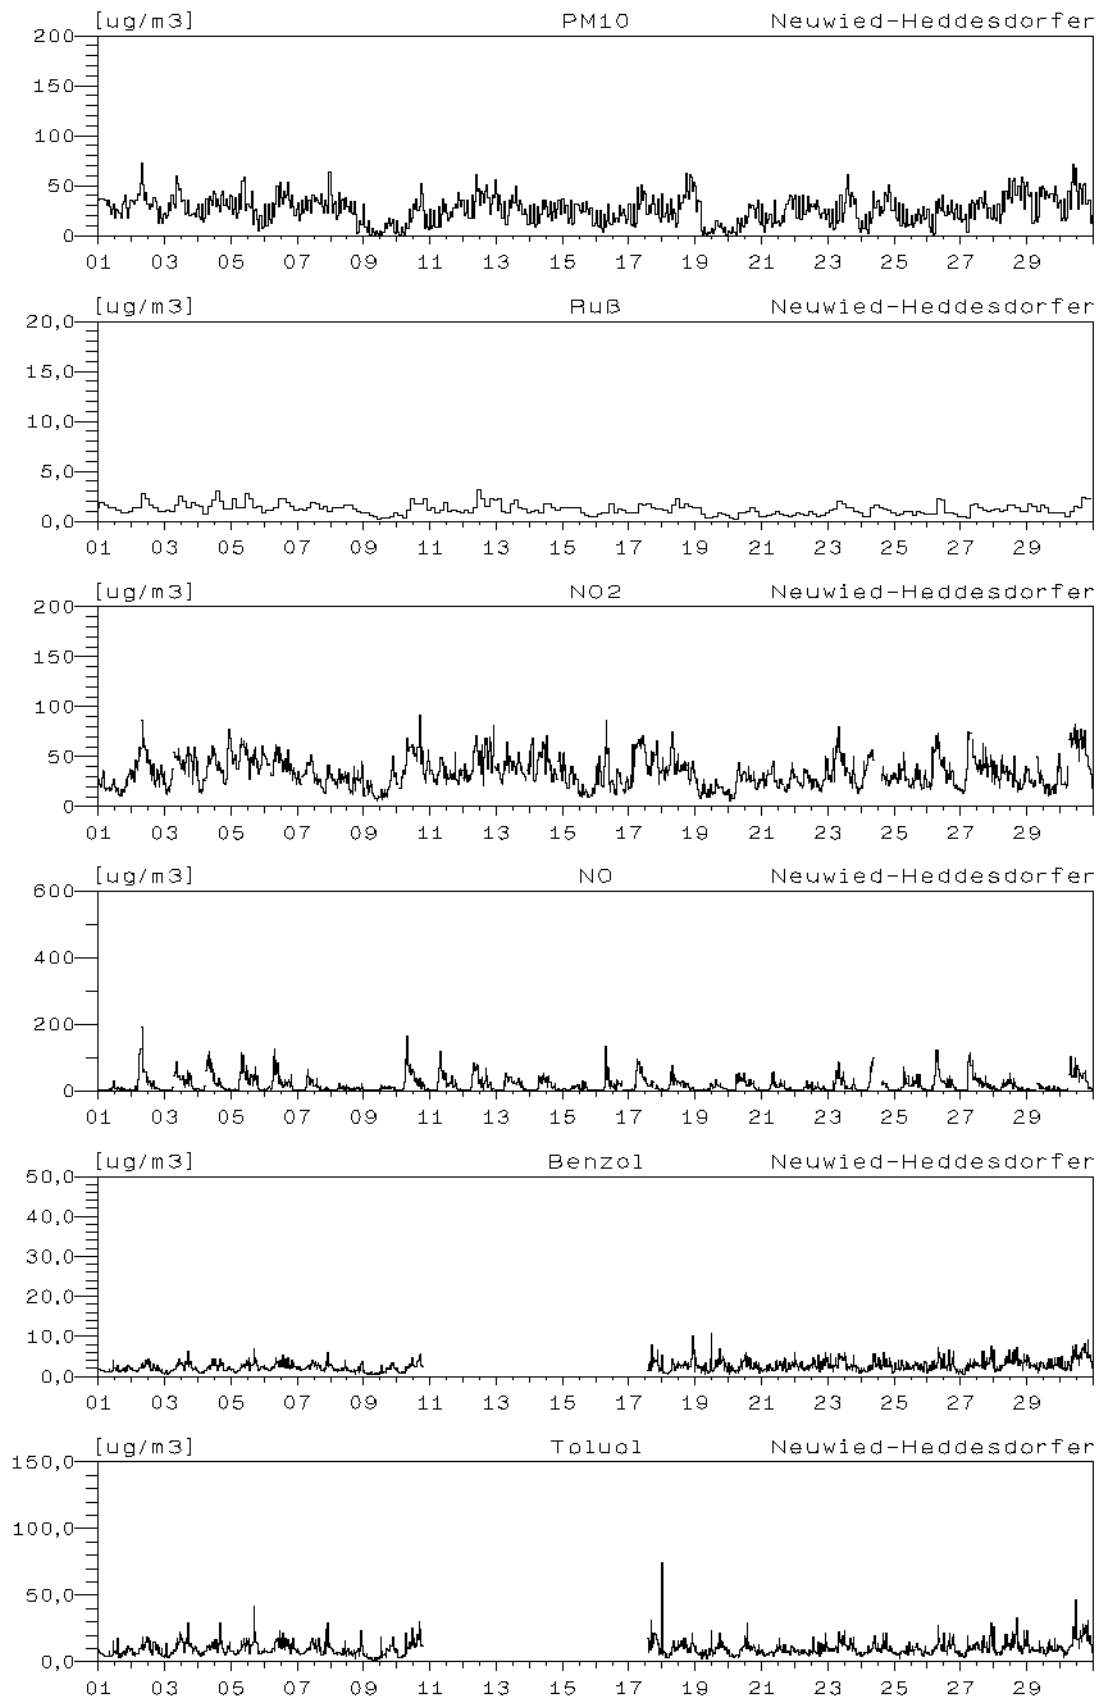 [ug/m3] PM10 Neuwied-Heddesdorfer
200
150
100
50
0
01 03 05 07 09 11 13 15 17 19 21 23 25 27 29
[ug/m3] Ruß Neuwied-Heddesdorfer
20,0
15,0
10,0
5,0
0,0
01 03 05 07 09 11 13 15 17 19 21 23 25 27 29
[ug/m3] NO2 Neuwied-Heddesdorfer
200
150
100
50
0
01 03 05 07 09 11 13 15 17 19 21 23 25 27 29
[ug/m3] NO Neuwied-Heddesdorfer
600
400
200
0
01 03 05 07 09 11 13 15 17 19 21 23 25 27 29
[ug/m3] Benzol Neuwied-Heddesdorfer
50,0
40,0
30,0
20,0
10,0
0,0
01 03 05 07 09 11 13 15 17 19 21 23 25 27 29
[ug/m3] Toluol Neuwied-Heddesdorfer
150,0
100,0
50,0
0,0
01 03 05 07 09 11 13 15 17 19 21 23 25 27 29